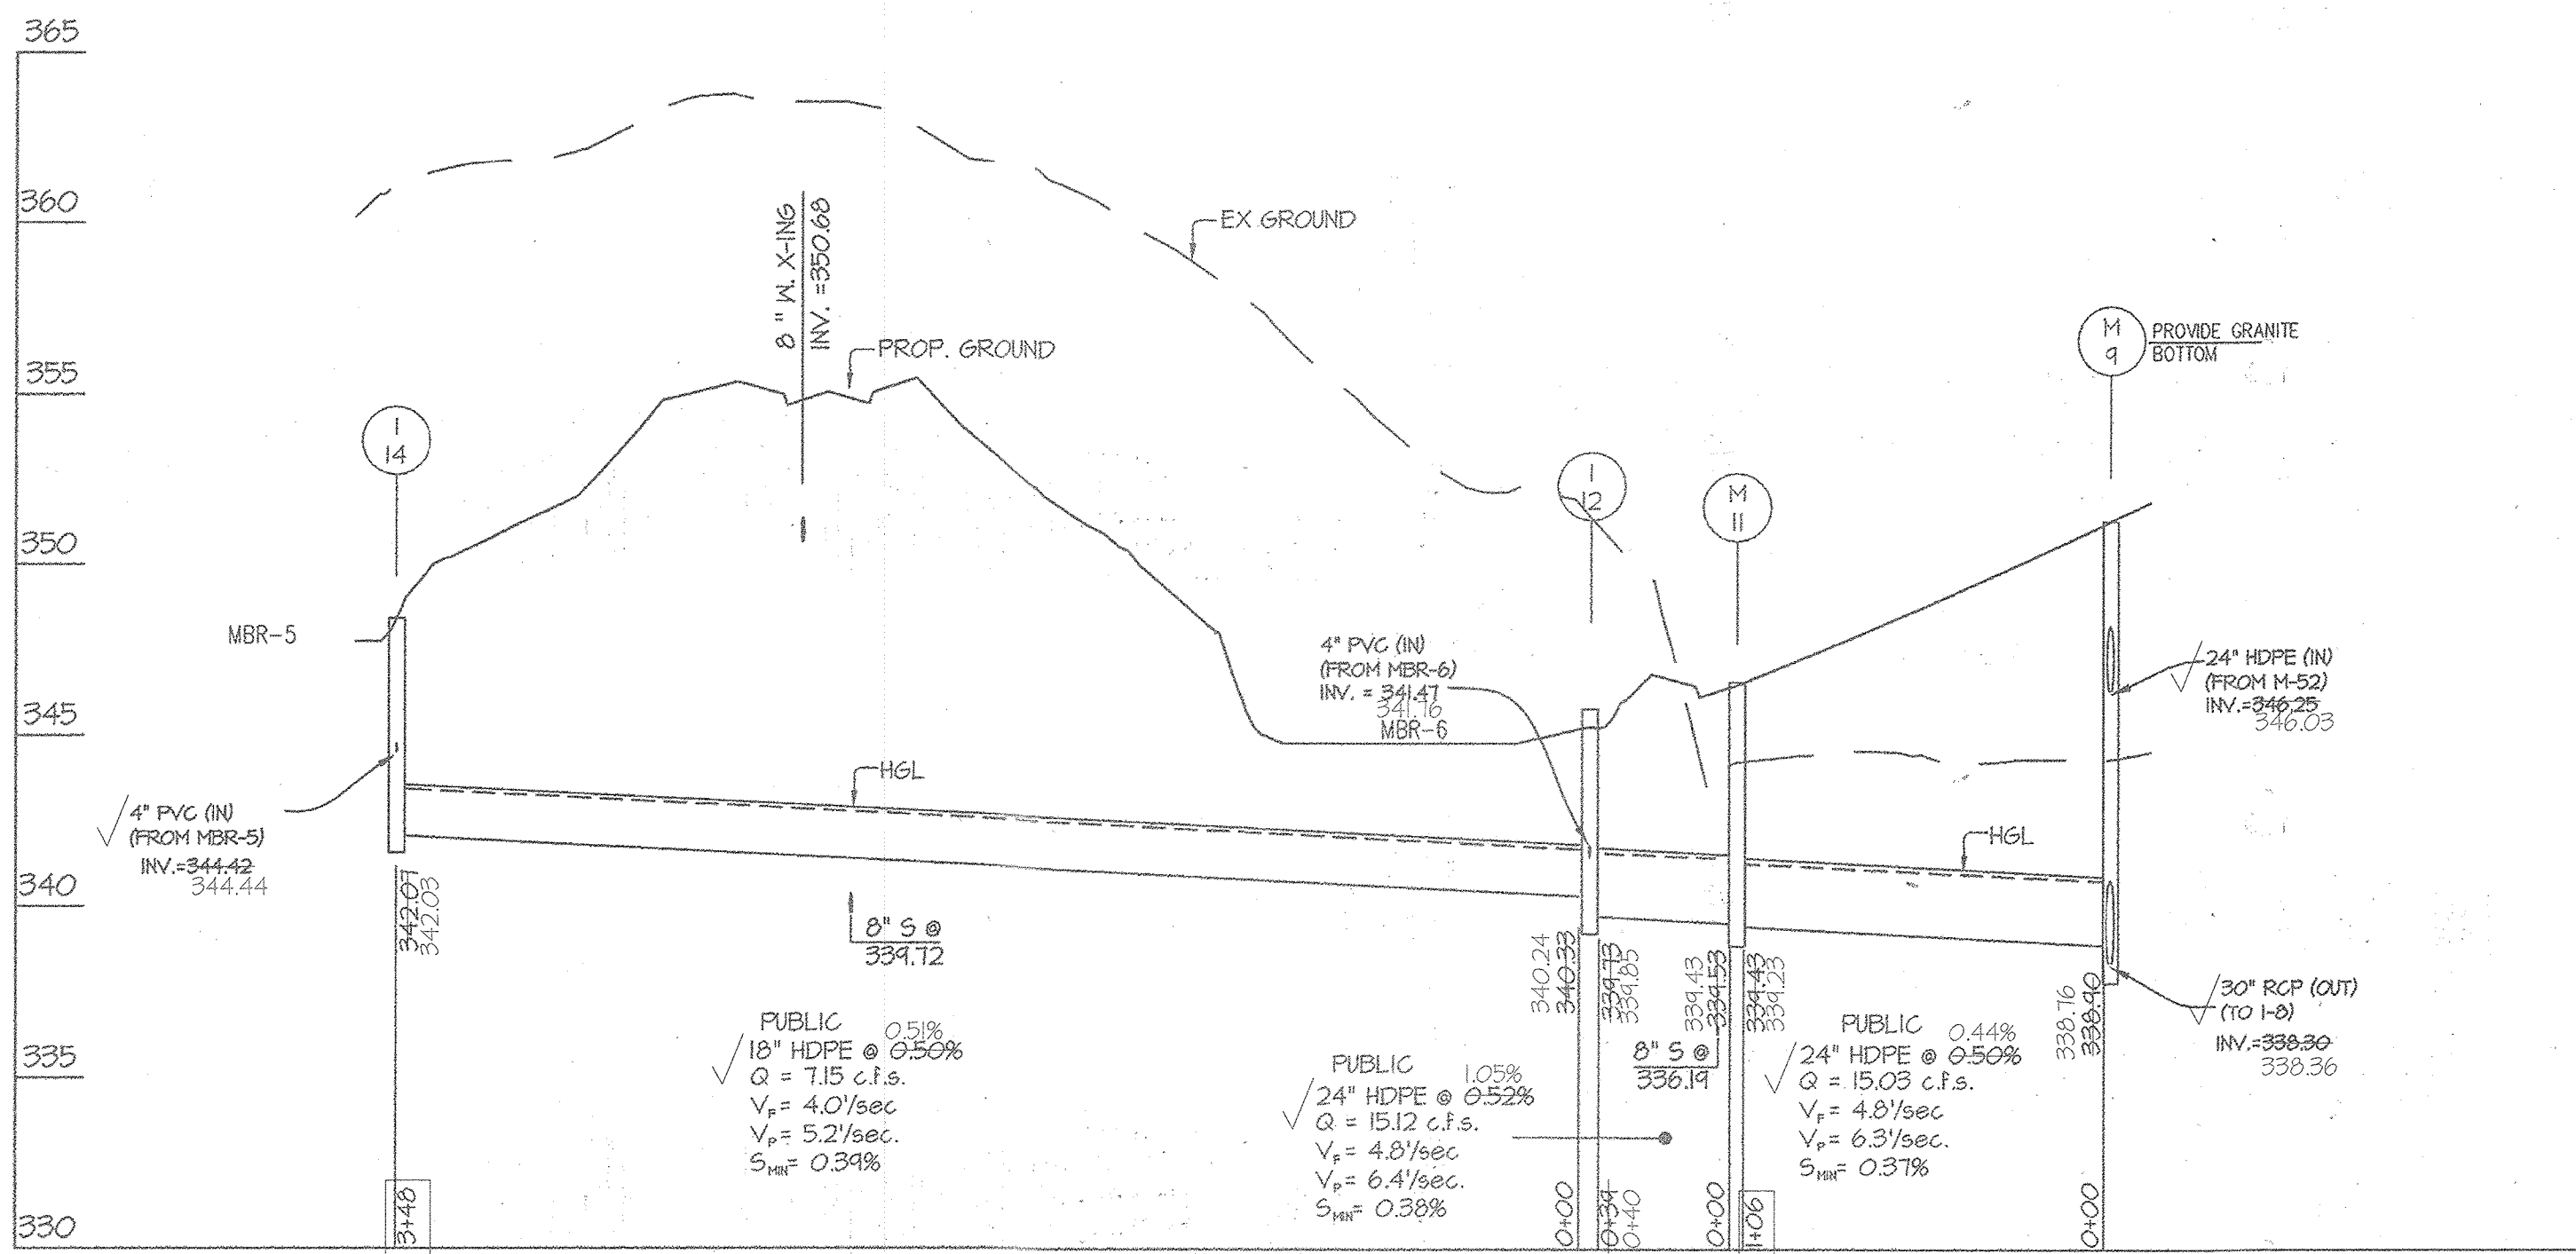 365
360
355
350
345
340
335
330
I
14
MBR-5
4" PVC (IN)
(FROM MBR-5)
INV.=344.42
344.44
342.07
342.03
3+48
8 " W. X-ING
INV. =350.68
PROP. GROUND
EX GROUND
HGL
8" S @
339.72
PUBLIC
0.51%
18" HDPE @ 0.50%
Q = 7.15 c.f.s.
VF= 4.0'/sec
VP= 5.2'/sec.
SMIN= 0.39%
4" PVC (IN)
(FROM MBR-6)
INV. = 341.47
341.76
MBR-6
I
12
340.24
340.33
339.73
339.85
PUBLIC
1.05%
24" HDPE @ 0.52%
Q = 15.12 c.f.s.
VF= 4.8'/sec
VP= 6.4'/sec.
SMIN= 0.38%
0+00
0+39
0+40
M
11
339.43
339.53
339.43
339.23
8" S @
336.19
0+00
1+06
HGL
PUBLIC
0.44%
24" HDPE @ 0.50%
Q = 15.03 c.f.s.
VF= 4.8'/sec
VP= 6.3'/sec.
SMIN= 0.37%
M
9
PROVIDE GRANITE
BOTTOM
24" HDPE (IN)
(FROM M-52)
INV.=346.25
346.03
338.76
338.90
30" RCP (OUT)
(TO I-8)
INV.=338.30
338.36
0+00